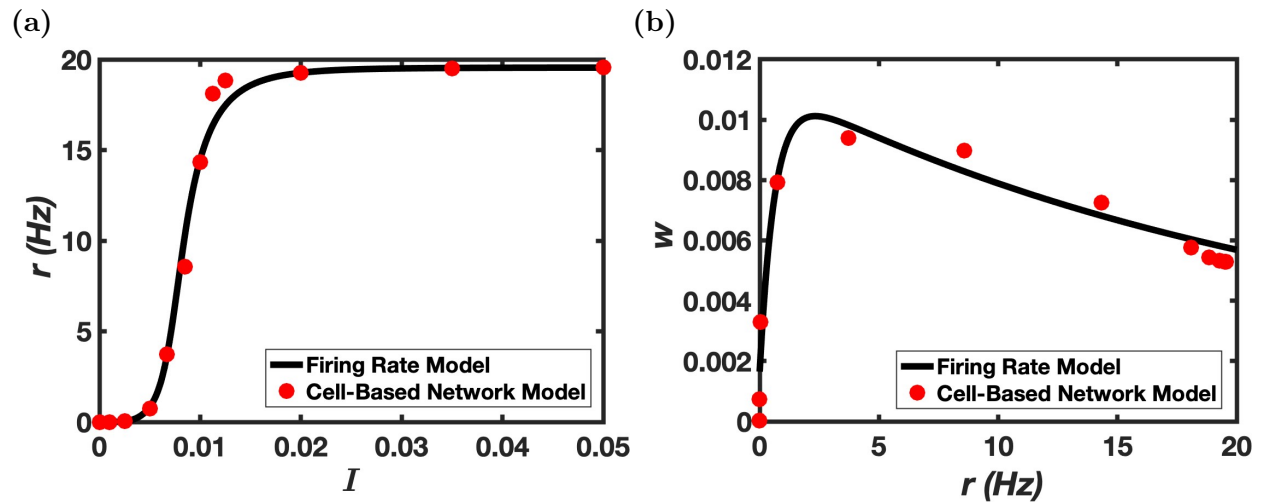 (a)
20
15
10
5
0
r (Hz)
0
0.01
0.02
0.03
0.04
0.05
I
Firing Rate Model
Cell-Based Network Model
(b)
0.012
0.01
0.008
0.006
0.004
0.002
0
w
0
5
10
15
20
r (Hz)
Firing Rate Model
Cell-Based Network Model